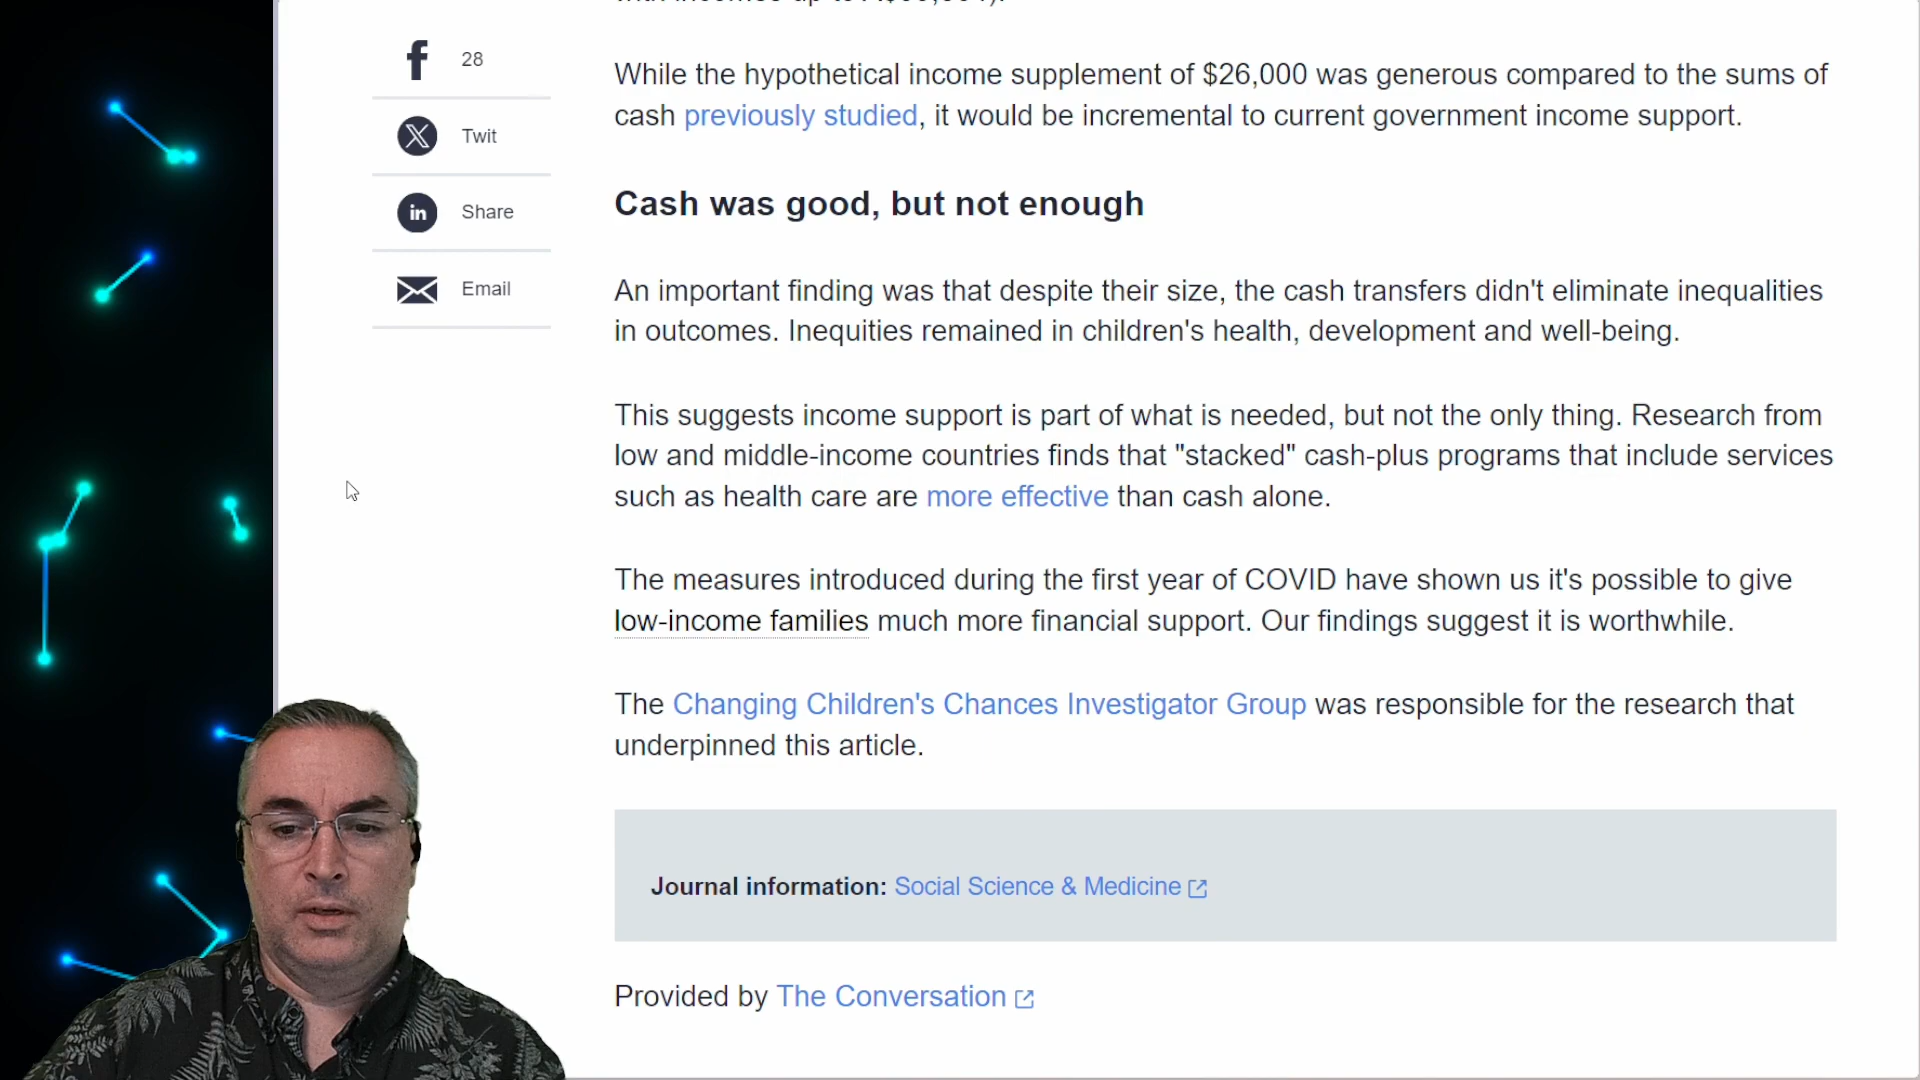 28
Twit
Share
Email
While the hypothetical income supplement of $26,000 was generous compared to the sums of
cash previously studied, it would be incremental to current government income support.
Cash was good, but not enough
An important finding was that despite their size, the cash transfers didn't eliminate inequalities
in outcomes. Inequities remained in children's health, development and well-being.
This suggests income support is part of what is needed, but not the only thing. Research from
low and middle-income countries finds that "stacked" cash-plus programs that include services
such as health care are more effective than cash alone.
The measures introduced during the first year of COVID have shown us it's possible to give
low-income families much more financial support. Our findings suggest it is worthwhile.
The Changing Children's Chances Investigator Group was responsible for the research that
underpinned this article.
Journal information: Social Science & Medicine
Provided by The Conversation